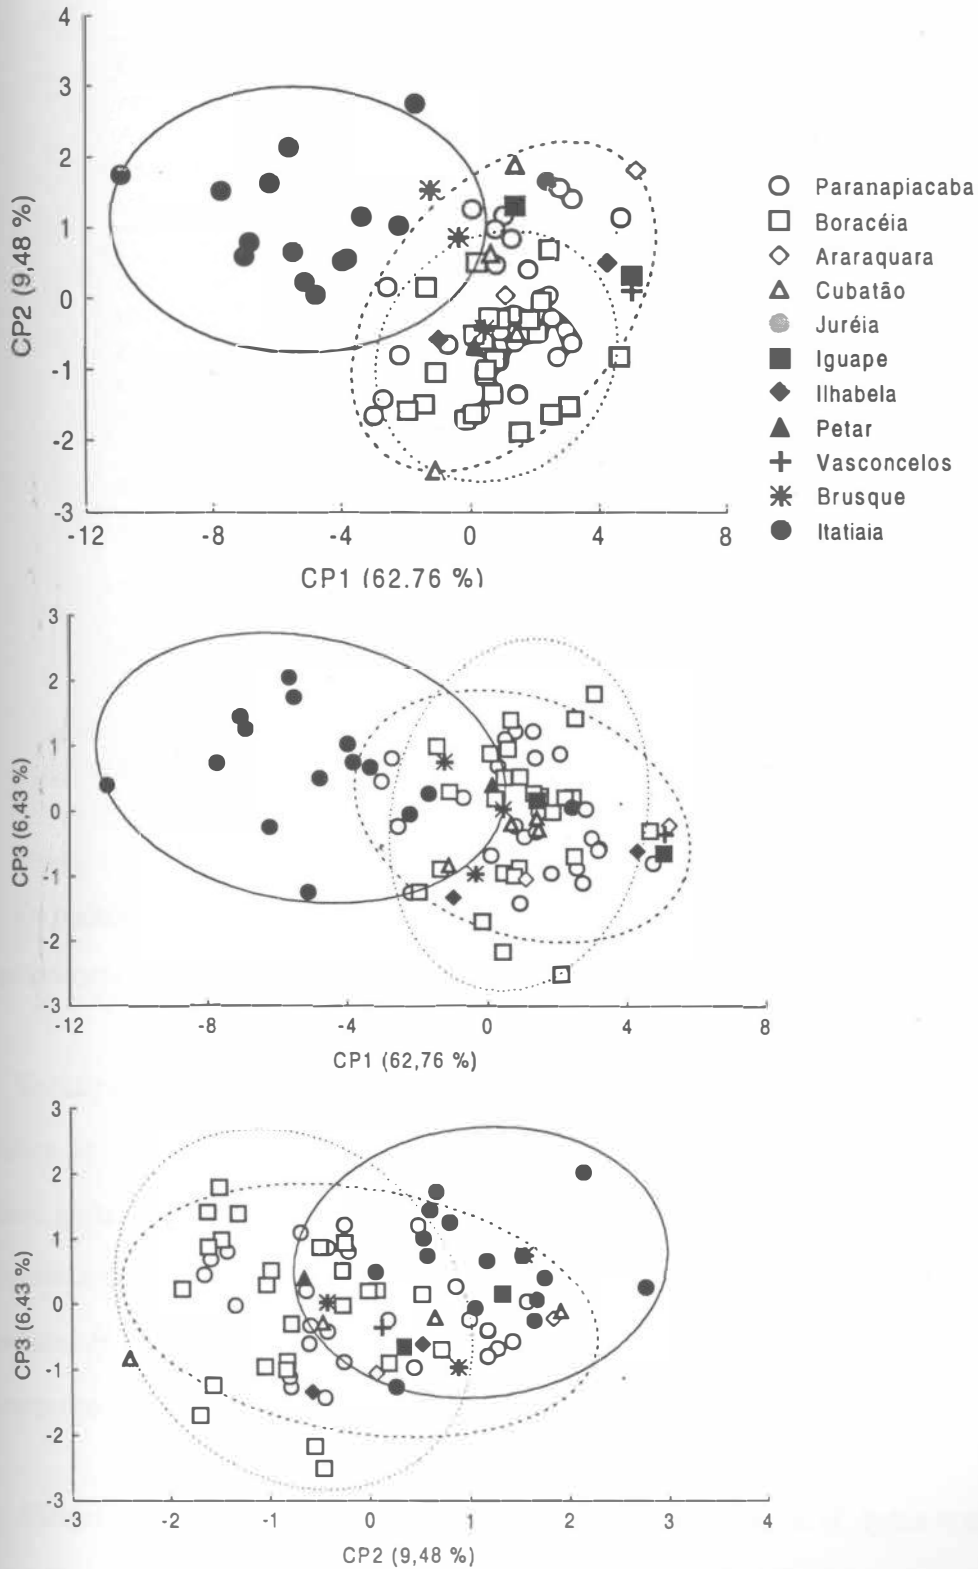 4
3
2
1
0
-1
-2
-3
CP2 (9,48 %)
-12
-8
-4
0
4
8
CP1 (62.76 %)
Paranapiacaba
Boracéia
Araraquara
Cubatão
Juréia
Iguape
Ilhabela
Petar
Vasconcelos
Brusque
Itatiaia
3
2
1
0
-1
-2
-3
CP3 (6,43 %)
-12
-8
-4
0
4
8
CP1 (62,76 %)
3
2
1
0
-1
-2
-3
CP3 (6,43 %)
-3
-2
-1
0
1
2
3
4
CP2 (9,48 %)